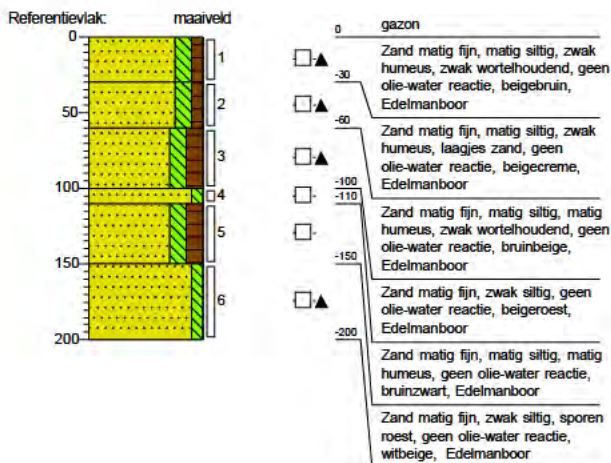 Referentievlak: maaiveld
0
50
100
150
200
1
2
3
4
5
6
0 gazon
Zand matig fijn, matig siltig, zwak
humeus, zwak wortelhoudend, geen
olie-water reactie, beigebruin,
Edelmanboor
-30
Zand matig fijn, matig siltig, zwak
humeus, laagjes zand, geen
olie-water reactie, beigecreme,
Edelmanboor
-60
Zand matig fijn, matig siltig, matig
humeus, zwak wortelhoudend, geen
olie-water reactie, bruinbeige,
Edelmanboor
-100
Zand matig fijn, zwak siltig, geen
olie-water reactie, beigeroest,
Edelmanboor
-110
Zand matig fijn, matig siltig, matig
humeus, geen olie-water reactie,
bruinzwart, Edelmanboor
-150
Zand matig fijn, zwak siltig, sporen
roest, geen olie-water reactie,
witbeige, Edelmanboor
-200